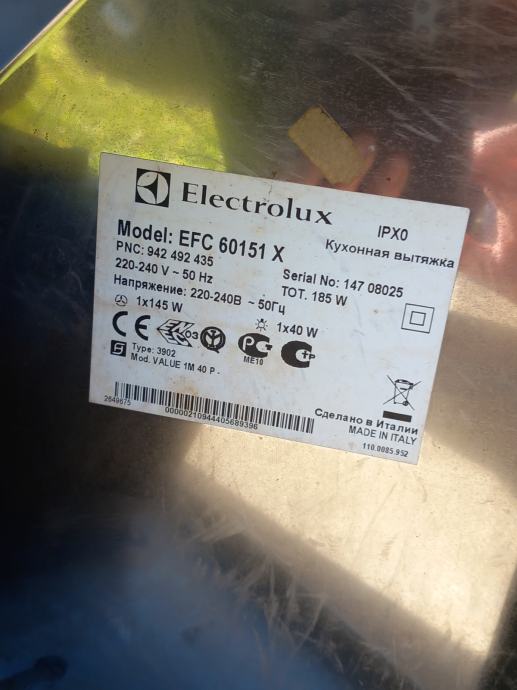 Electrolux
IPX0
Model: EFC 60151 X
Кухонная вытяжка
PNC: 942 492 435
220-240 V ~ 50 Hz
Serial No: 147 08025
Напряжение: 220-240В ~ 50Гц
TOT. 185 W
1x145 W
1x40 W
CE
ME10
Type: 3902
Mod. VALUE 1M 40 P -
2649675
00000210944405689396
Сделано в Италии
MADE IN ITALY
110.0085.952